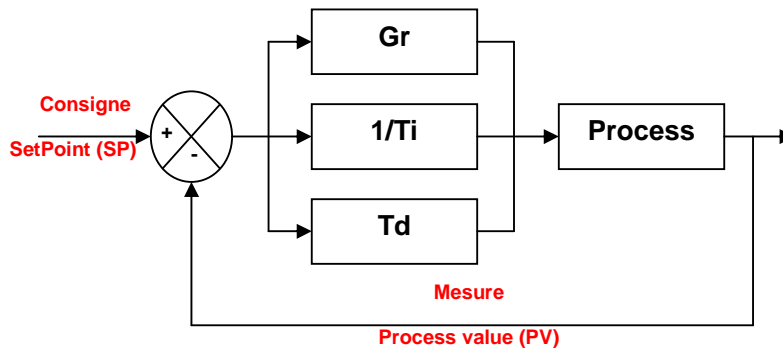 Gr
Consigne
+
1/Ti
Process
SetPoint (SP)
-
Td
Mesure
Process value (PV)